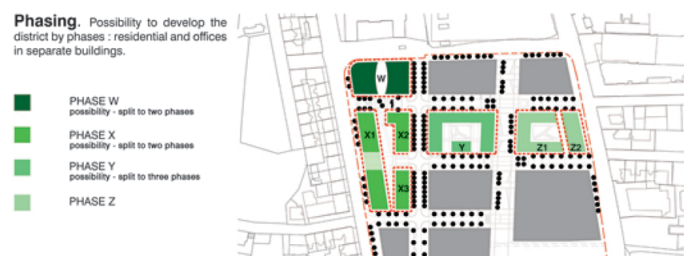 Phasing. Possibility to develop the
district by phases : residential and offices
in separate buildings.
PHASE W
possibility - split to two phases
PHASE X
possibility - split to two phases
PHASE Y
possibility - split to three phases
PHASE Z
W
X1
X2
Y
Z1
Z2
X3